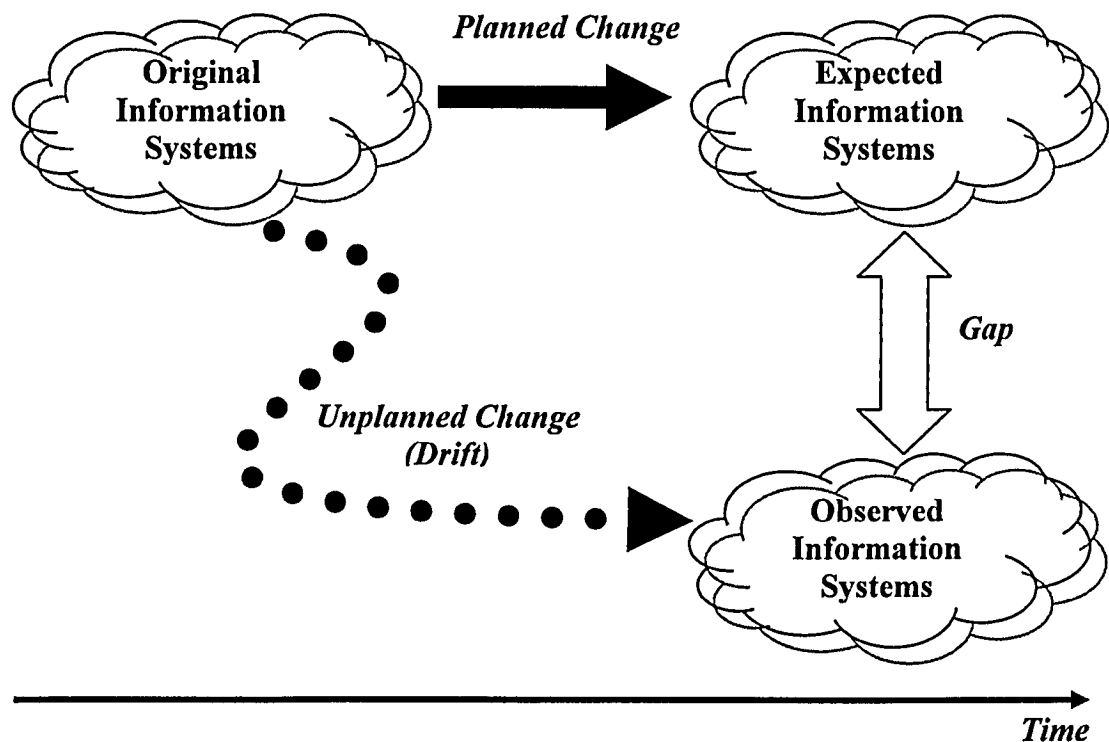 Planned Change
Original
Information
Systems
Expected
Information
Systems
Gap
Unplanned Change
(Drift)
Observed
Information
Systems
Time